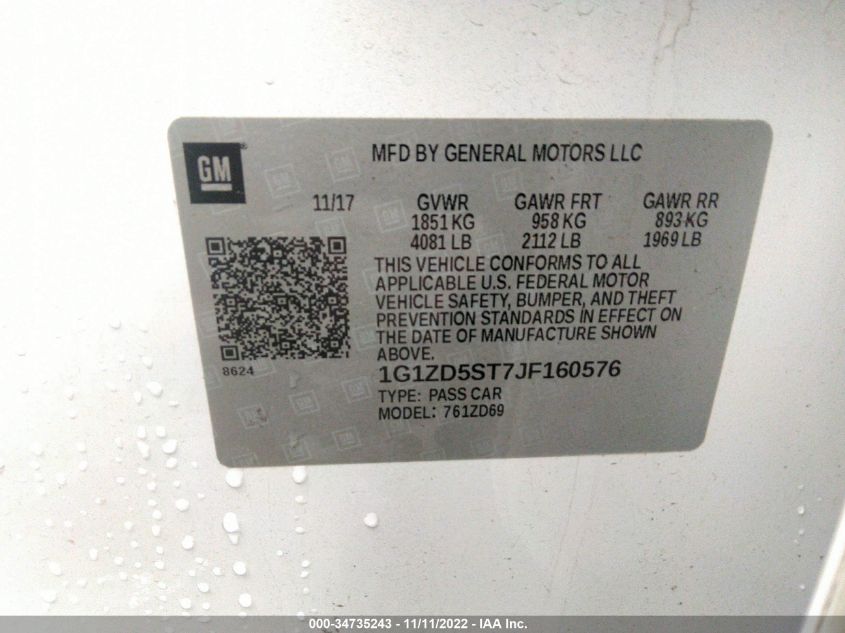 GM
MFD BY GENERAL MOTORS LLC
11/17 GVWR GAWR FRT GAWR RR
1851 KG 958 KG 893 KG
4081 LB 2112 LB 1969 LB
THIS VEHICLE CONFORMS TO ALL
APPLICABLE U.S. FEDERAL MOTOR
VEHICLE SAFETY, BUMPER, AND THEFT
PREVENTION STANDARDS IN EFFECT ON
THE DATE OF MANUFACTURE SHOWN
ABOVE.
8624
1G1ZD5ST7JF160576
TYPE: PASS CAR
MODEL: 761ZD69
000-34735243 - 11/11/2022 - IAA Inc.